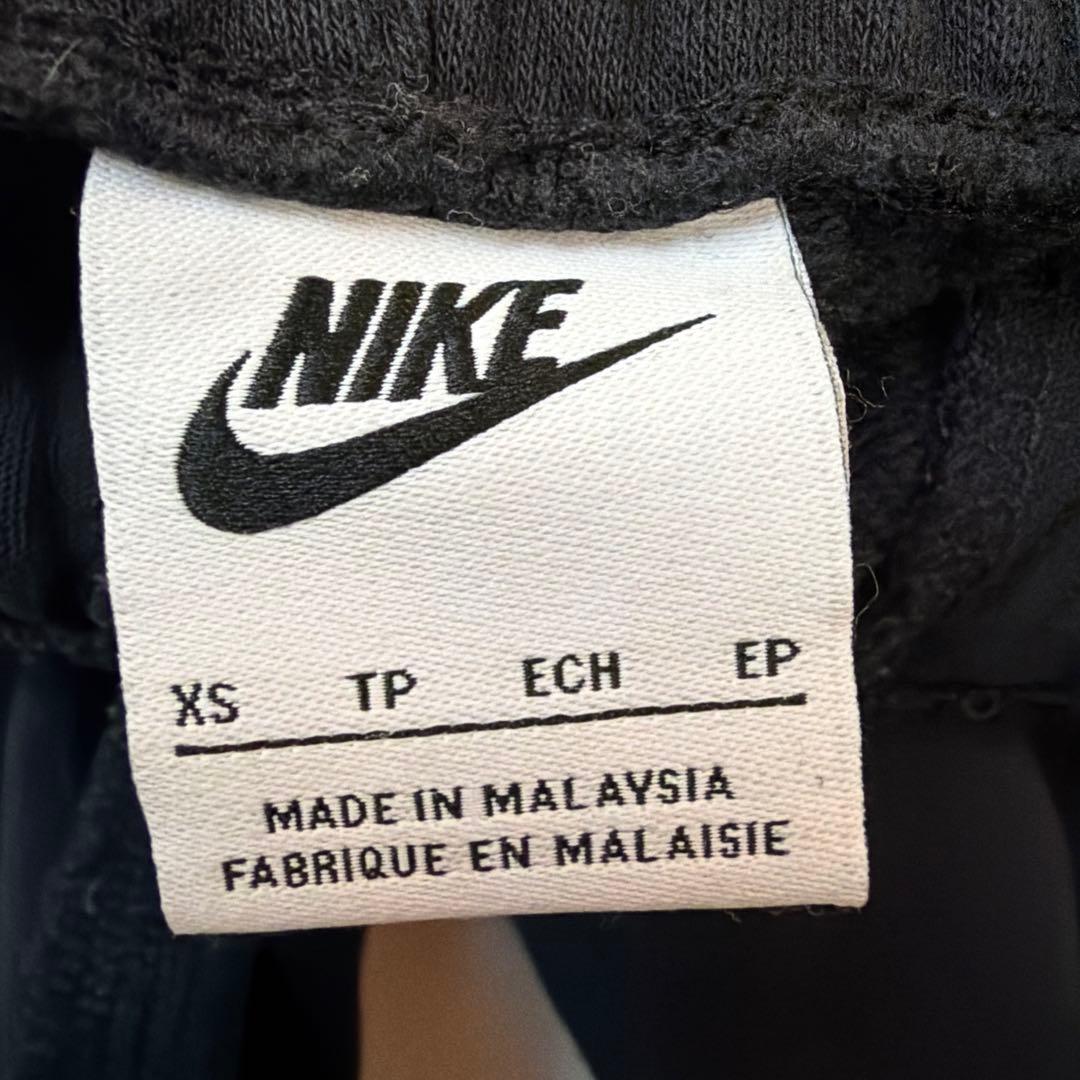 NIKE
XS TP ECH EP
MADE IN MALAYSIA
FABRIQUE EN MALAISIE